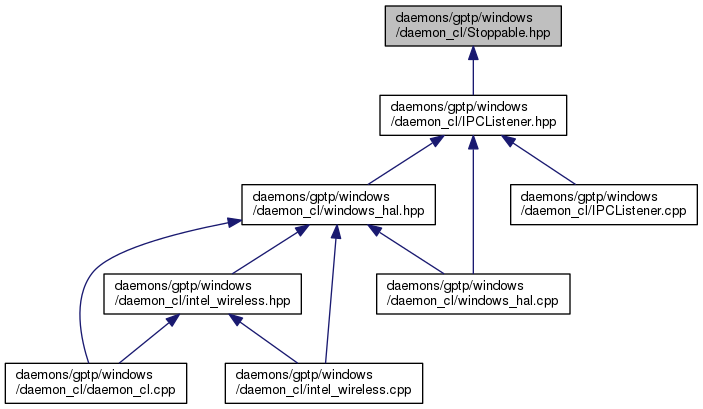 daemons/gptp/windows
/daemon_cl/Stoppable.hpp
daemons/gptp/windows
/daemon_cl/IPCListener.hpp
daemons/gptp/windows
/daemon_cl/windows_hal.hpp
daemons/gptp/windows
/daemon_cl/IPCListener.cpp
daemons/gptp/windows
/daemon_cl/intel_wireless.hpp
daemons/gptp/windows
/daemon_cl/windows_hal.cpp
daemons/gptp/windows
/daemon_cl/daemon_cl.cpp
daemons/gptp/windows
/daemon_cl/intel_wireless.cpp